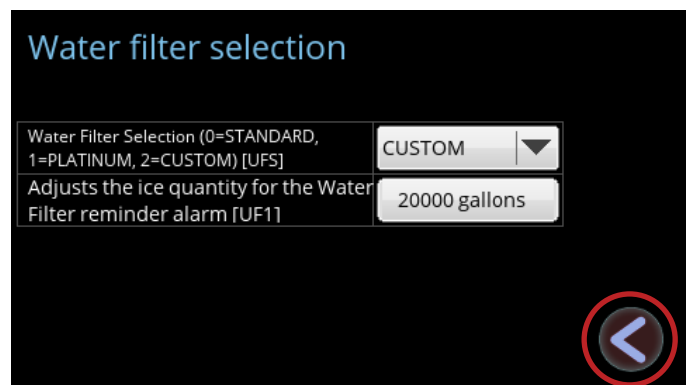 Water filter selection
Water Filter Selection (0=STANDARD,
1=PLATINUM, 2=CUSTOM) [UFS]
CUSTOM
Adjusts the ice quantity for the Water
Filter reminder alarm [UF1]
20000 gallons